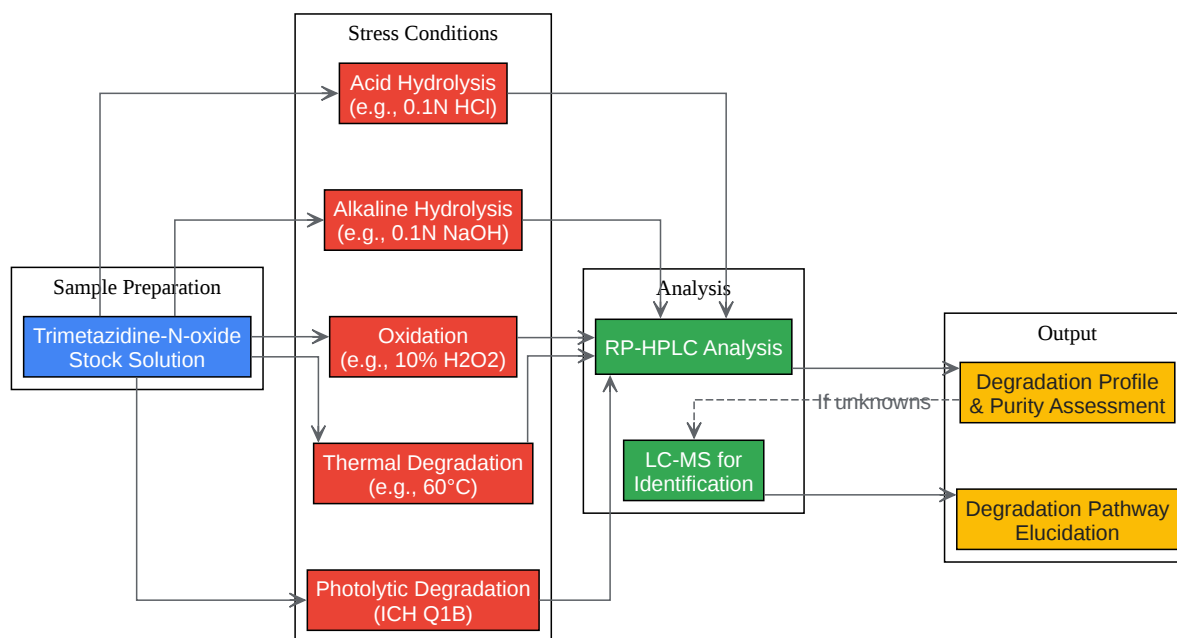 Stress Conditions
Acid Hydrolysis
(e.g., 0.1N HCl)
Alkaline Hydrolysis
(e.g., 0.1N NaOH)
Sample Preparation
Trimetazidine-N-oxide
Stock Solution
Oxidation
(e.g., 10% H2O2)
Thermal Degradation
(e.g., 60°C)
Photolytic Degradation
(ICH Q1B)
Analysis
RP-HPLC Analysis
If unknowns
LC-MS for
Identification
Output
Degradation Profile
& Purity Assessment
Degradation Pathway
Elucidation